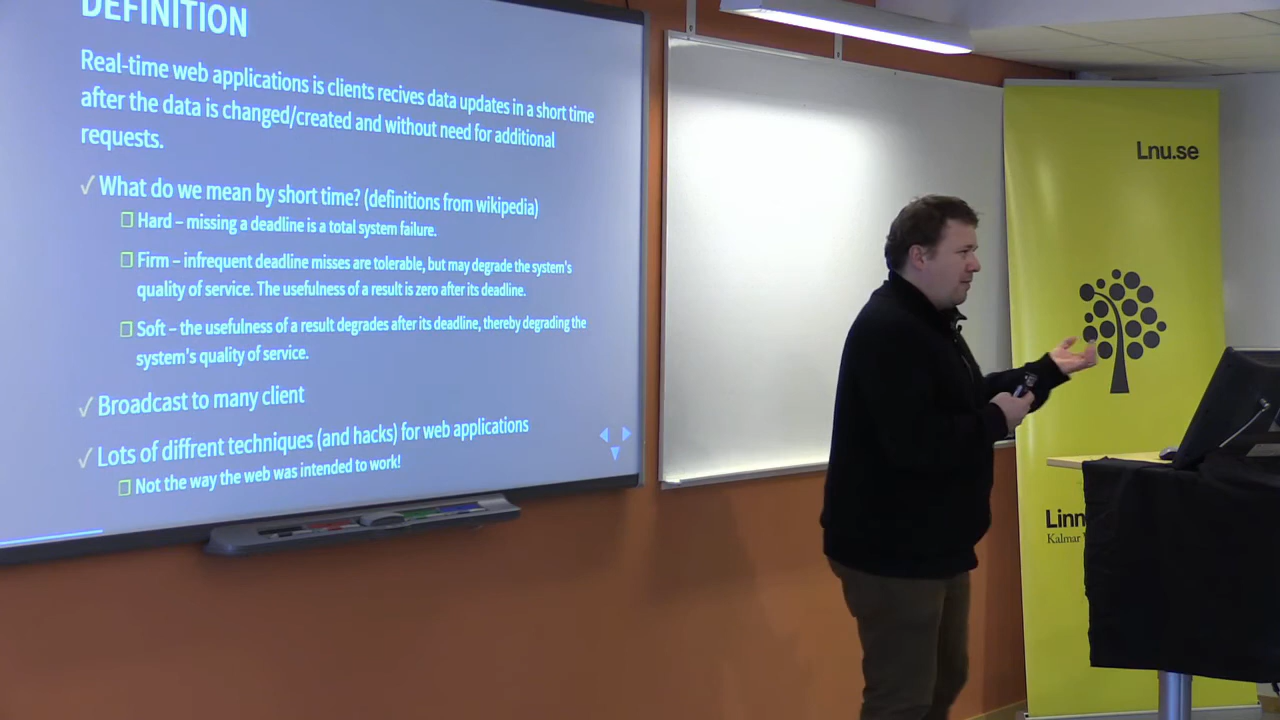 DEFINITION
Real-time web applications is clients recives data updates in a short time
after the data is changed/created and without need for additional
requests.
✓ What do we mean by short time? (definitions from wikipedia)
Hard – missing a deadline is a total system failure.
Firm – infrequent deadline misses are tolerable, but may degrade the system's
quality of service. The usefulness of a result is zero after its deadline.
Soft – the usefulness of a result degrades after its deadline, thereby degrading the
system's quality of service.
✓ Broadcast to many client
✓ Lots of diffrent techniques (and hacks) for web applications
Not the way the web was intended to work!
Lnu.se
Kalmar